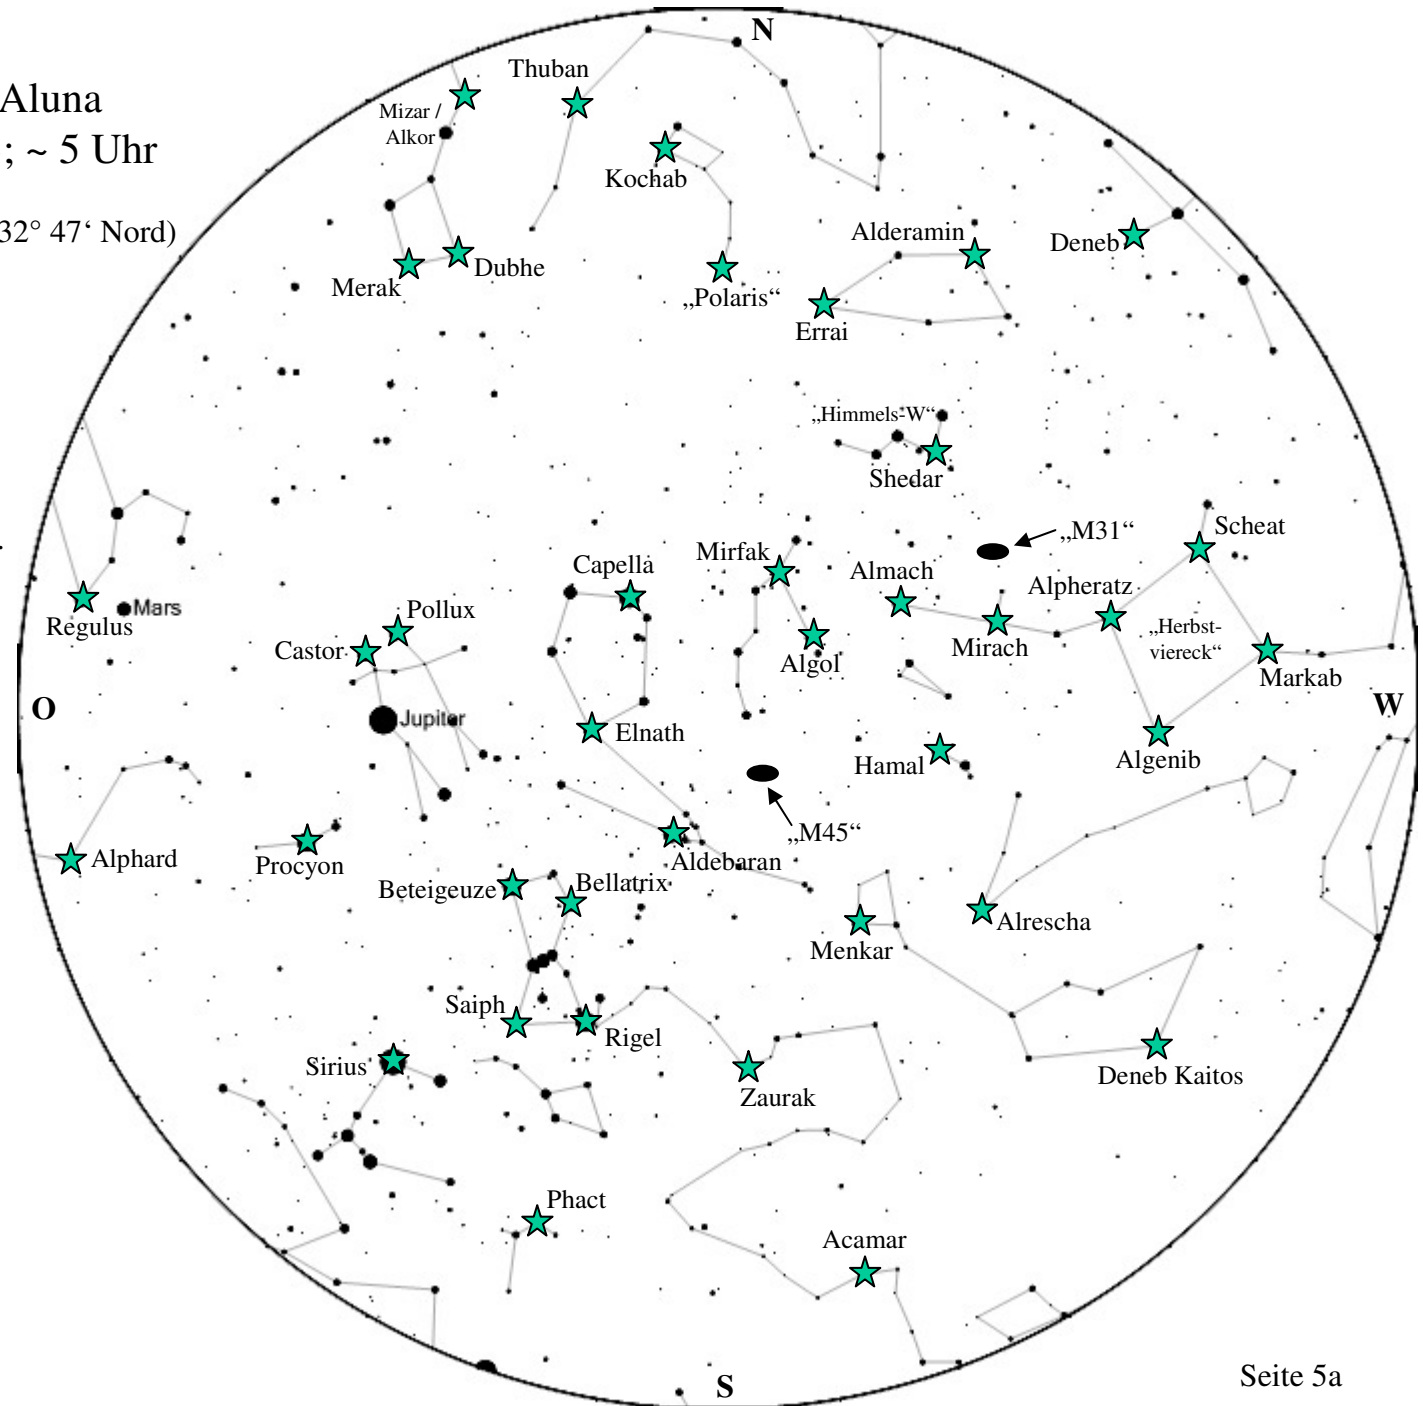 N
Aluna
; ~ 5 Uhr
32° 47‘ Nord)
Thuban
Mizar /
Alkor
Kochab
Alderamin
Deneb
Dubhe
Merak
„Polaris“
Errai
„Himmels-W“
Shedar
Scheat
„M31“
Mirfak
Capella
Almach
Alpheratz
Mars
Regulus
Pollux
Castor
Algol
Mirach
„Herbst-
viereck“
Markab
O
Jupiter
Elnath
W
Hamal
Algenib
„M45“
Alphard
Procyon
Aldebaran
Beteigeuze
Bellatrix
Alrescha
Menkar
Saiph
Rigel
Sirius
Deneb Kaitos
Zaurak
Phact
Acamar
S
Seite 5a